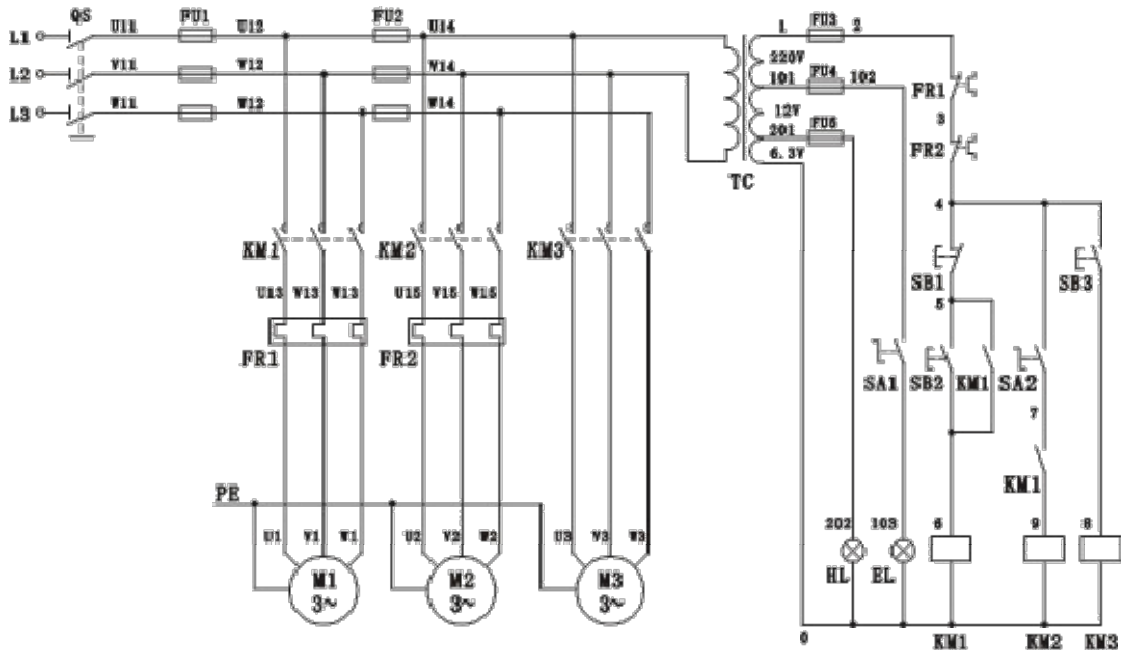 QS FU1 FU2
L1 U11 U12 U14 1 FU3 2
220V
L2 V11 W12 V14 101 FU4 102
FR1
L3 W11 W12 W14 12V 3
201 FU5
6.3V FR2
TC
4
KM1 KM2 KM3
SB1 SB3
U13 W13 W13 U15 V15 W15 5
FR1 FR2
SA1 SB2 KM1 SA2
7
KM1
PE
202 103 6 9 8
U1 V1 W1 U2 V2 W2 U3 V3 W3
M1 M2 M3 HL EL
3~ 3~ 3~
0 KM1 KM2 KM3